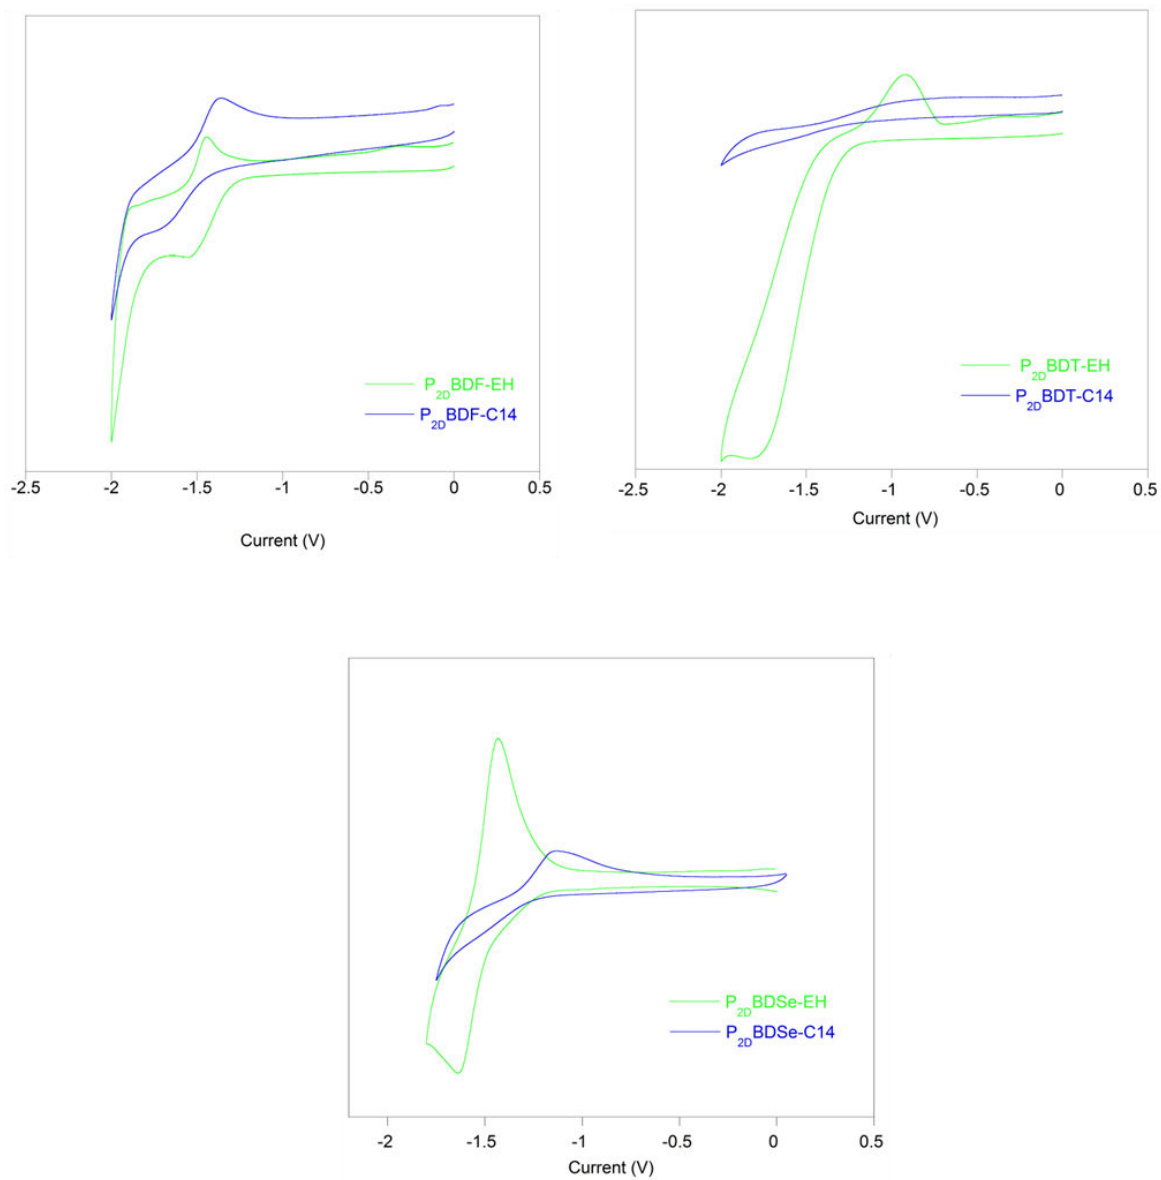 P2DBDF-EH
P2DBDF-C14
-2.5 -2 -1.5 -1 -0.5 0 0.5
Current (V)
P2DBDT-EH
P2DBDT-C14
-2.5 -2 -1.5 -1 -0.5 0 0.5
Current (V)
P2DBDSe-EH
P2DBDSe-C14
-2 -1.5 -1 -0.5 0 0.5
Current (V)